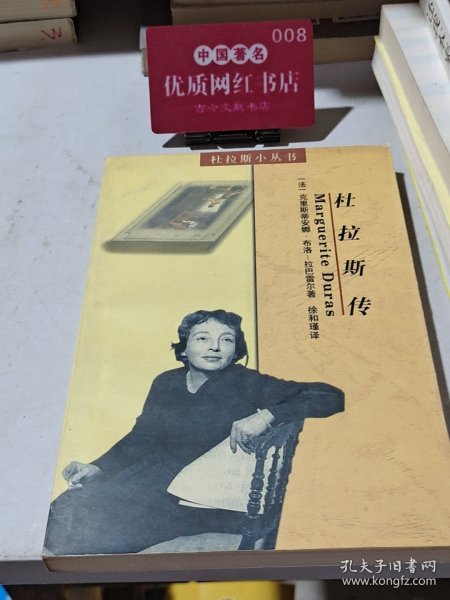 008
中国著名
优质网红书店
古今文献书店
杜拉斯小丛书
杜拉斯传
Marguerite Duras
〔法〕克里斯蒂安娜·布洛-拉巴雷尔著
徐和瑾译
孔夫子旧书网
www.kongfz.com